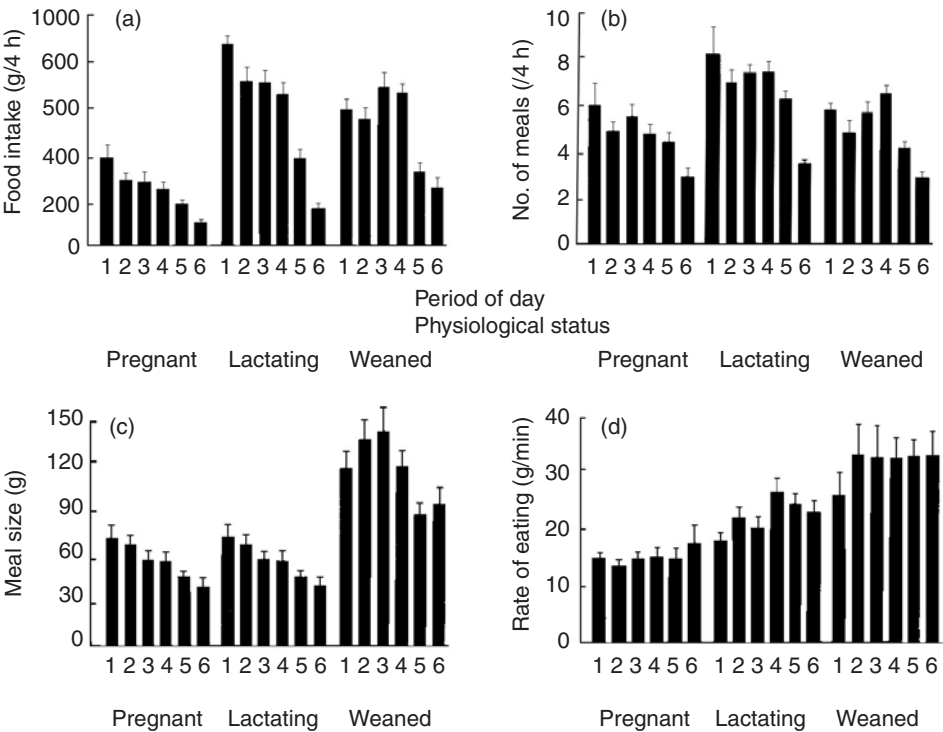 (a)
Food intake (g/4 h)
1000
600
500
400
200
0
1 2 3 4 5 6 1 2 3 4 5 6 1 2 3 4 5 6
(b)
No. of meals (/4 h)
10
8
6
4
2
0
1 2 3 4 5 6 1 2 3 4 5 6 1 2 3 4 5 6
Period of day
Physiological status
Pregnant Lactating Weaned
Pregnant Lactating Weaned
(c)
Meal size (g)
150
120
90
60
30
0
1 2 3 4 5 6 1 2 3 4 5 6 1 2 3 4 5 6
Pregnant Lactating Weaned
(d)
Rate of eating (g/min)
40
30
20
10
0
1 2 3 4 5 6 1 2 3 4 5 6 1 2 3 4 5 6
Pregnant Lactating Weaned